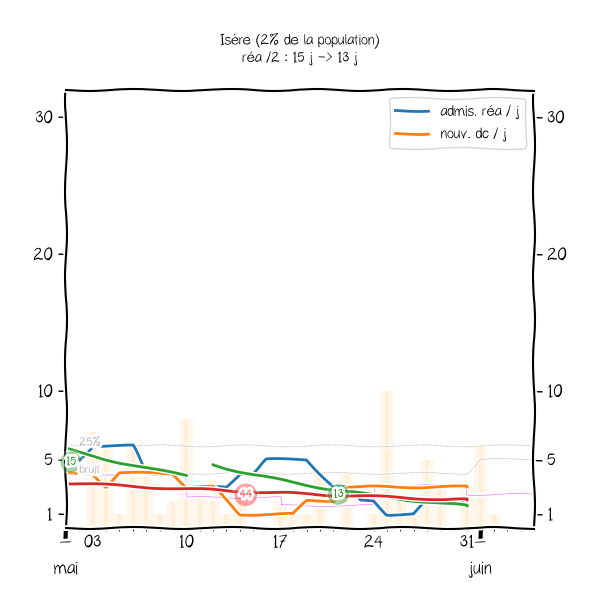 Isère (2% de la population)
réa /2 : 15 j -> 13 j
admis. réa / j
nouv. dc / j
30
30
20
20
10
10
25%
5
15
5
bruit
44
13
1
1
03
10
17
24
31
mai
juin